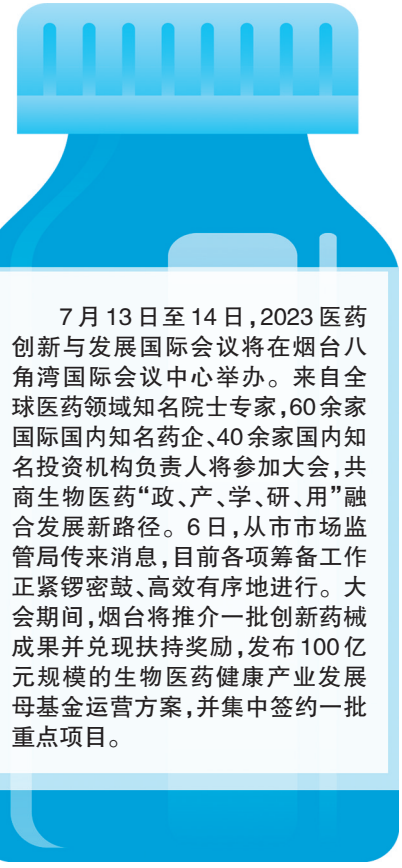 7月13日至14日,2023医药
创新与发展国际会议将在烟台八
角湾国际会议中心举办。来自全
球医药领域知名院士专家,60余家
国际国内知名药企、40余家国内知
名投资机构负责人将参加大会,共
商生物医药“政、产、学、研、用”融
合发展新路径。6日,从市市场监
管局传来消息,目前各项筹备工作
正紧锣密鼓、高效有序地进行。大
会期间,烟台将推介一批创新药械
成果并兑现扶持奖励,发布100亿
元规模的生物医药健康产业发展
母基金运营方案,并集中签约一批
重点项目。